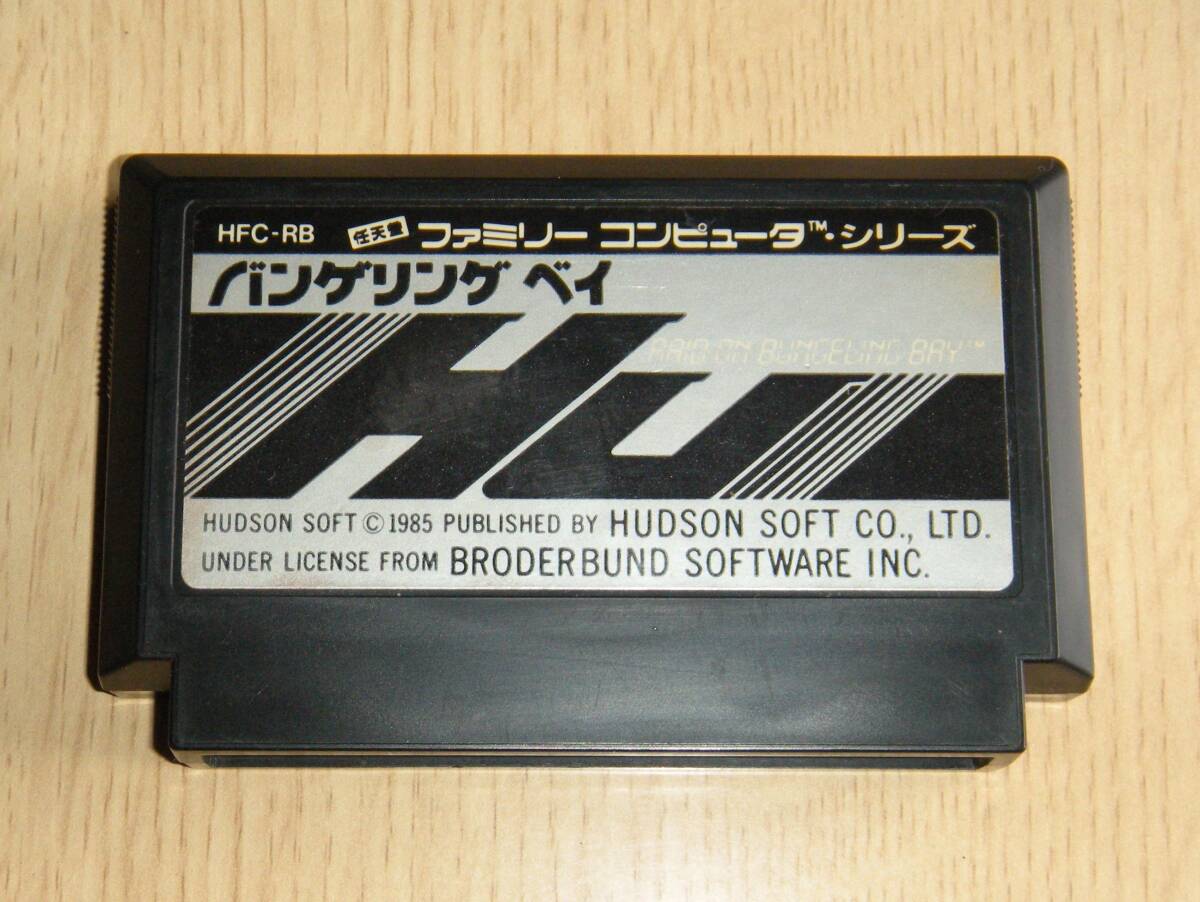 HFC-RB 任天堂 ファミリー コンピュータ™・シリーズ
バンゲリング ベイ
RAID ON BUNGELING BAY™
HUDSON SOFT © 1985 PUBLISHED BY HUDSON SOFT CO., LTD.
UNDER LICENSE FROM BRODERBUND SOFTWARE INC.